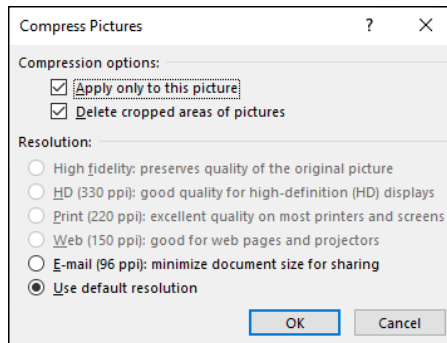 Compress Pictures ? ×
Compression options:
Apply only to this picture
Delete cropped areas of pictures
Resolution:
High fidelity: preserves quality of the original picture
HD (330 ppi): good quality for high-definition (HD) displays
Print (220 ppi): excellent quality on most printers and screens
Web (150 ppi): good for web pages and projectors
E-mail (96 ppi): minimize document size for sharing
Use default resolution
OK Cancel